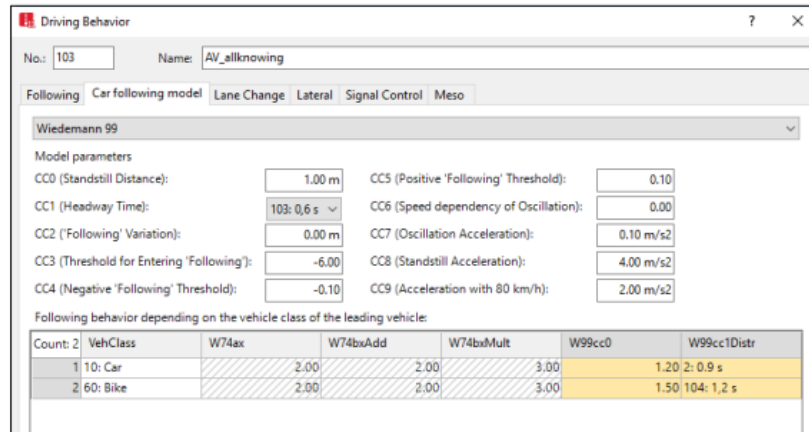 Driving Behavior ? ×
No.: 103 Name: AV_allknowing
Following Car following model Lane Change Lateral Signal Control Meso
Wiedemann 99
Model parameters
CC0 (Standstill Distance): 1.00 m CC5 (Positive 'Following' Threshold): 0.10
CC1 (Headway Time): 103: 0,6 s CC6 (Speed dependency of Oscillation): 0.00
CC2 ('Following' Variation): 0.00 m CC7 (Oscillation Acceleration): 0.10 m/s2
CC3 (Threshold for Entering 'Following'): -6.00 CC8 (Standstill Acceleration): 4.00 m/s2
CC4 (Negative 'Following' Threshold): -0.10 CC9 (Acceleration with 80 km/h): 2.00 m/s2
Following behavior depending on the vehicle class of the leading vehicle:
Count: 2 VehClass W74ax W74bxAdd W74bxMult W99cc0 W99cc1Distr
1 10: Car 2.00 2.00 3.00 1.20 2: 0.9 s
2 60: Bike 2.00 2.00 3.00 1.50 104: 1,2 s